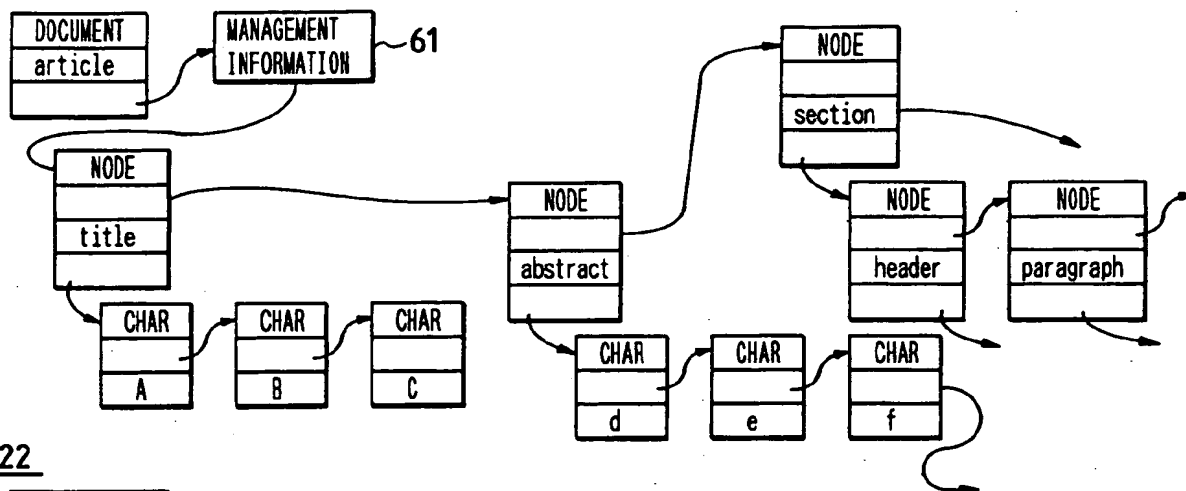 DOCUMENT
article
MANAGEMENT
INFORMATION
61
NODE
section
NODE
title
NODE
abstract
NODE
header
NODE
paragraph
CHAR
A
CHAR
B
CHAR
C
CHAR
d
CHAR
e
CHAR
f
22